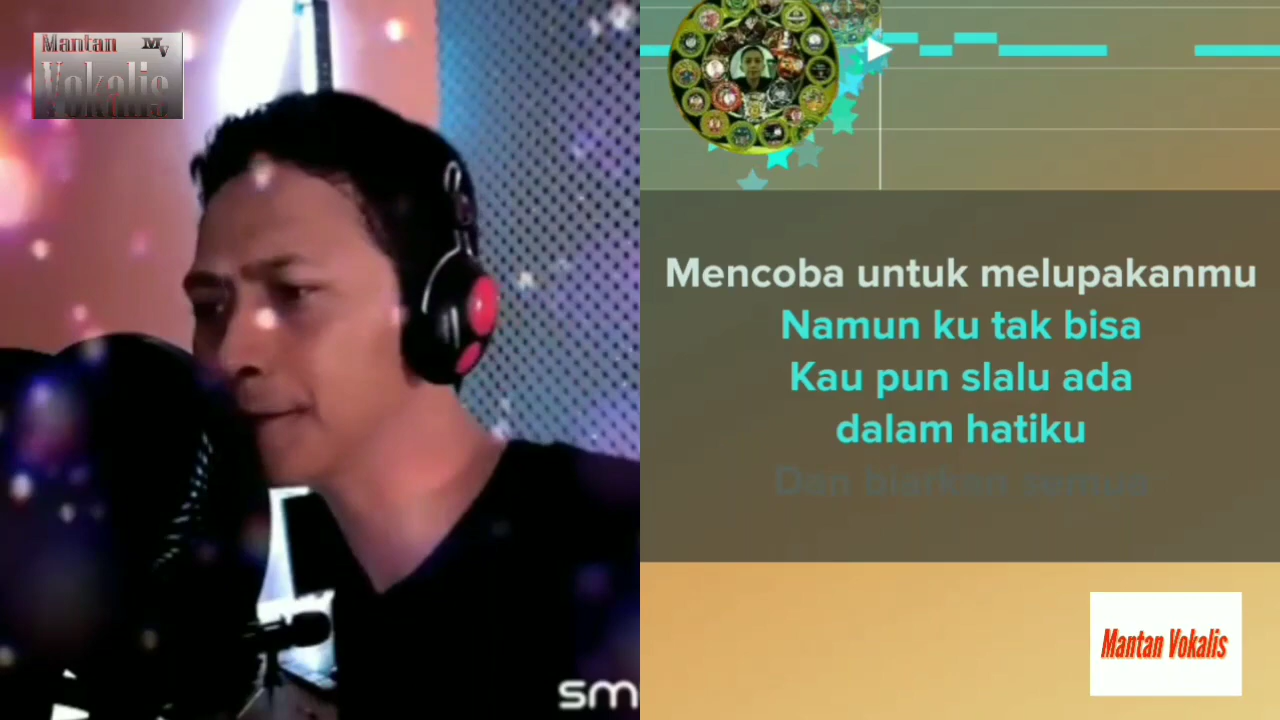 Mantan MV
Vokalis
Mencoba untuk melupakanmu
Namun ku tak bisa
Kau pun slalu ada
dalam hatiku
Dan biarkan semua
Mantan Vokalis
sm